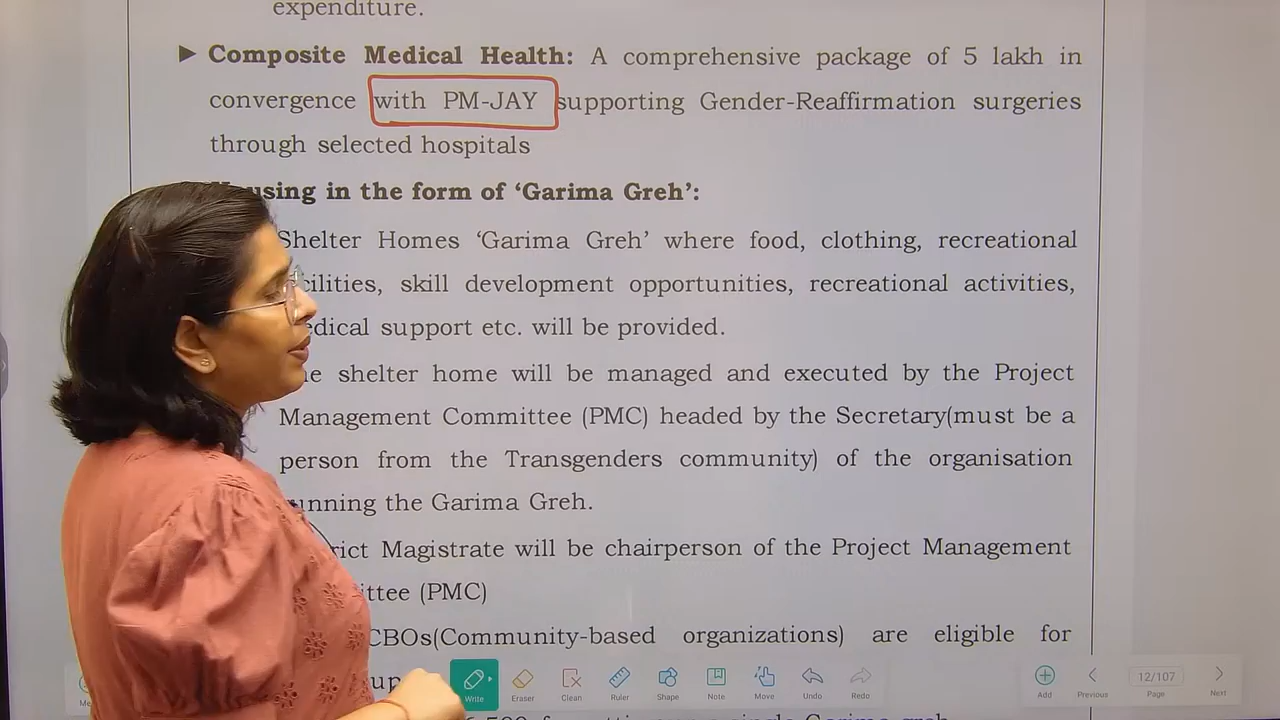 expenditure.
► Composite Medical Health: A comprehensive package of 5 lakh in
convergence with PM-JAY supporting Gender-Reaffirmation surgeries
through selected hospitals
using in the form of ‘Garima Greh’:
Shelter Homes ‘Garima Greh’ where food, clothing, recreational
cilities, skill development opportunities, recreational activities,
edical support etc. will be provided.
shelter home will be managed and executed by the Project
Management Committee (PMC) headed by the Secretary(must be a
person from the Transgenders community) of the organisation
unning the Garima Greh.
rict Magistrate will be chairperson of the Project Management
ittee (PMC)
CBOs(Community-based organizations) are eligible for
Write Eraser Clean Ruler Shape Note Move Undo Redo Add Previous 12/107 Page Next